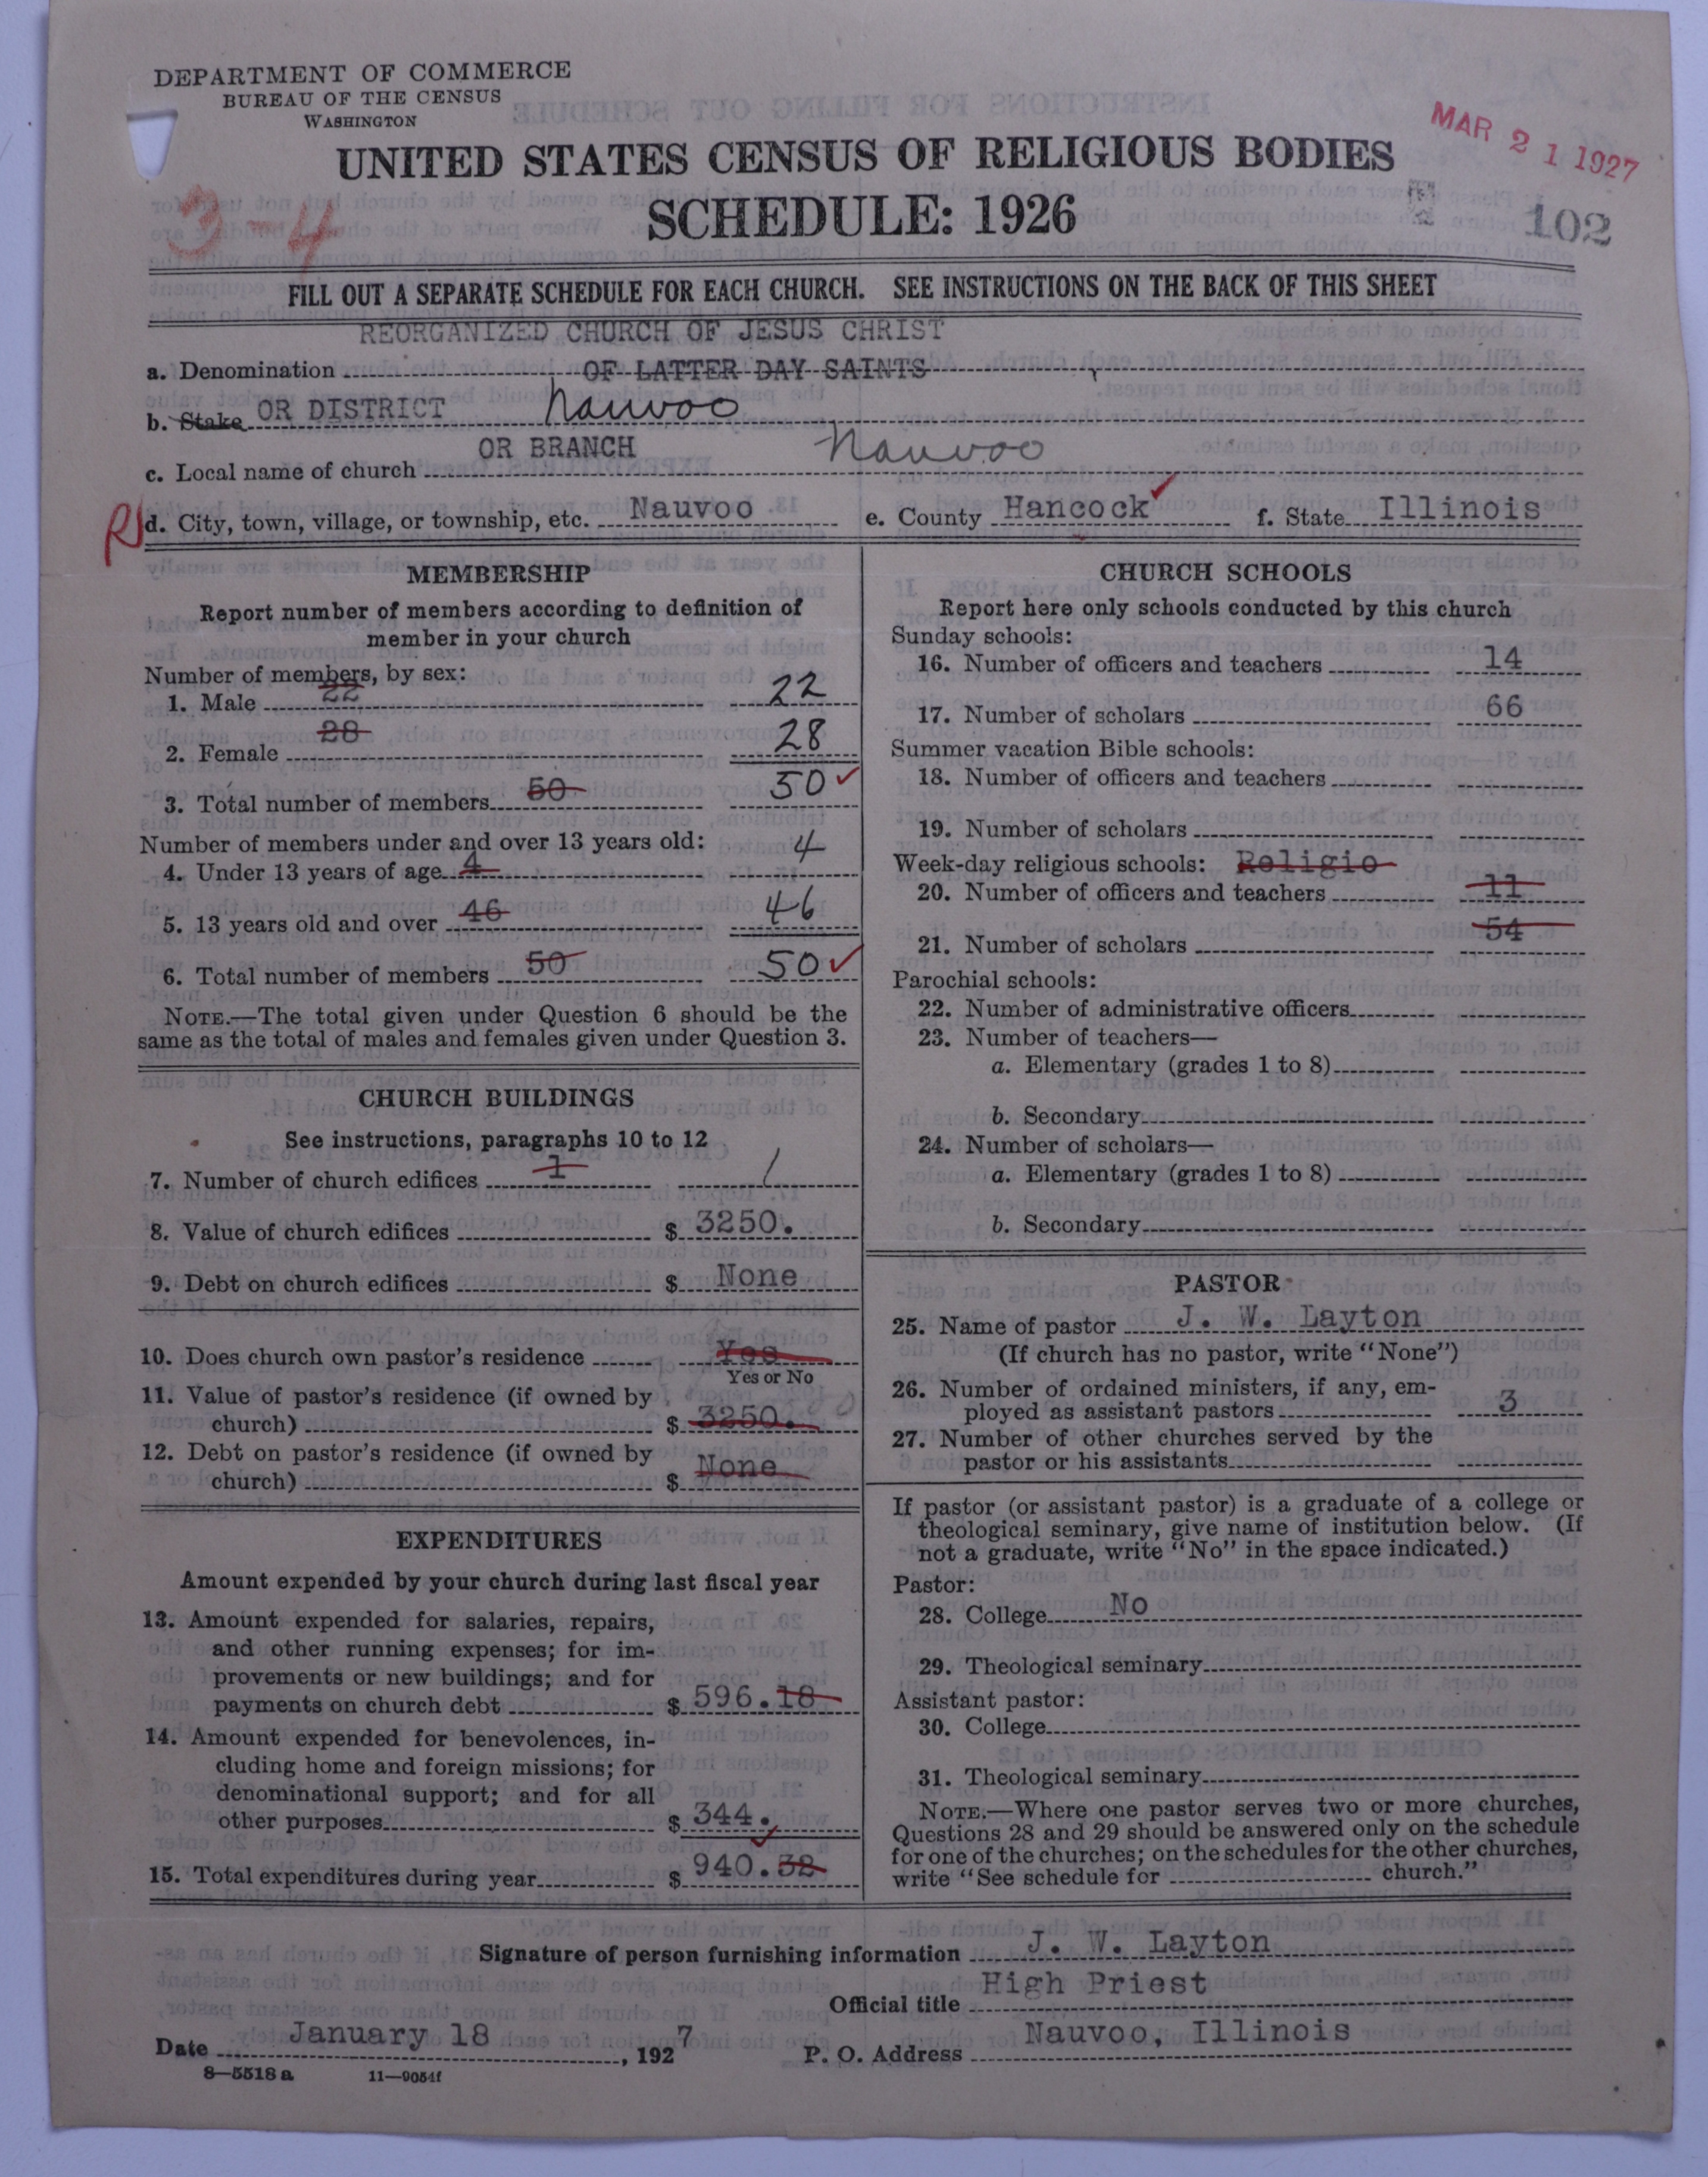 DEPARTMENT OF COMMERCE
BUREAU OF THE CENSUS
WASHINGTON
UNITED STATES CENSUS OF RELIGIOUS BODIES
MAR 21 1927
3-4
SCHEDULE: 1926
102
FILL OUT A SEPARATE SCHEDULE FOR EACH CHURCH. SEE INSTRUCTIONS ON THE BACK OF THIS SHEET
REORGANIZED CHURCH OF JESUS CHRIST
a. Denomination OF LATTER DAY SAINTS
b. Stake OR DISTRICT Nauvoo
OR BRANCH Nauvoo
c. Local name of church
R d. City, town, village, or township, etc. Nauvoo e. County Hancock f. State Illinois
MEMBERSHIP
Report number of members according to definition of
member in your church
Number of members, by sex:
1. Male 22 22
2. Female 28 28
3. Total number of members 50 50
Number of members under and over 13 years old:
4. Under 13 years of age 4 4
5. 13 years old and over 46 46
6. Total number of members 50 50
NOTE.—The total given under Question 6 should be the
same as the total of males and females given under Question 3.
CHURCH BUILDINGS
See instructions, paragraphs 10 to 12
7. Number of church edifices 1 1
8. Value of church edifices $ 3250.
9. Debt on church edifices $ None
10. Does church own pastor's residence Yes
Yes or No
11. Value of pastor's residence (if owned by
church) $ 3250.
12. Debt on pastor's residence (if owned by
church) $ None
EXPENDITURES
Amount expended by your church during last fiscal year
13. Amount expended for salaries, repairs,
and other running expenses; for im-
provements or new buildings; and for
payments on church debt $ 596.18
14. Amount expended for benevolences, in-
cluding home and foreign missions; for
denominational support; and for all
other purposes $ 344.
15. Total expenditures during year $ 940.38
CHURCH SCHOOLS
Report here only schools conducted by this church
Sunday schools:
16. Number of officers and teachers 14
17. Number of scholars 66
Summer vacation Bible schools:
18. Number of officers and teachers
19. Number of scholars
Week-day religious schools: Religio
20. Number of officers and teachers 11
21. Number of scholars 54
Parochial schools:
22. Number of administrative officers
23. Number of teachers—
a. Elementary (grades 1 to 8)
b. Secondary
24. Number of scholars—
a. Elementary (grades 1 to 8)
b. Secondary
PASTOR
25. Name of pastor J. W. Layton
(If church has no pastor, write "None")
26. Number of ordained ministers, if any, em-
ployed as assistant pastors 3
27. Number of other churches served by the
pastor or his assistants
If pastor (or assistant pastor) is a graduate of a college or
theological seminary, give name of institution below. (If
not a graduate, write "No" in the space indicated.)
Pastor:
28. College No
29. Theological seminary
Assistant pastor:
30. College
31. Theological seminary
NOTE.—Where one pastor serves two or more churches,
Questions 28 and 29 should be answered only on the schedule
for one of the churches; on the schedules for the other churches,
write "See schedule for church."
Signature of person furnishing information J. W. Layton
Official title High Priest
Date January 18, 1927 P. O. Address Nauvoo, Illinois
8—5518a 11—9054f